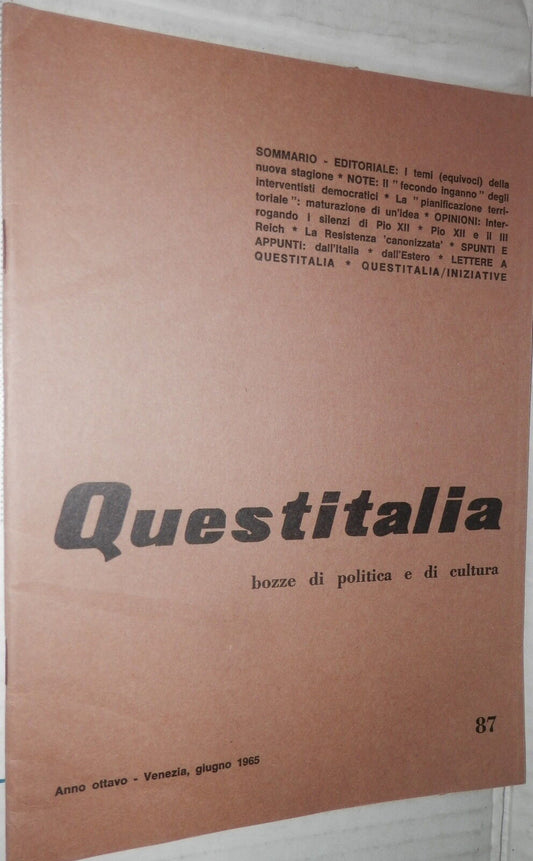 SOMMARIO - EDITORIALE: I temi (equivoci) della
nuova stagione * NOTE: Il "fecondo inganno" degli
interventisti democratici * La "pianificazione terri-
toriale": maturazione di un'idea * OPINIONI: Inter-
rogando I silenzi di Pio XII * Pio XII e il III
Reich * La Resistenza 'canonizzata' * SPUNTI E
APPUNTI: dall'Italia * dall'Estero * LETTERE A
QUESTITALIA * QUESTITALIA/INIZIATIVE
Questitalia
bozze di politica e di cultura
87
Anno ottavo - Venezia, giugno 1965